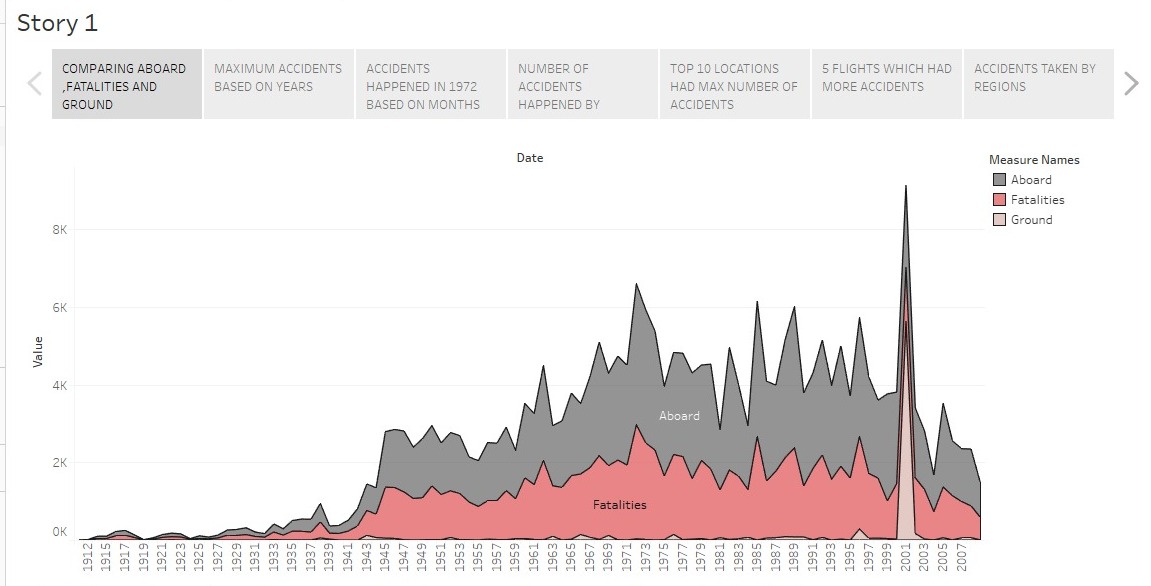 Story 1
COMPARING ABOARD
,FATALITIES AND
GROUND
MAXIMUM ACCIDENTS
BASED ON YEARS
ACCIDENTS
HAPPENED IN 1972
BASED ON MONTHS
NUMBER OF
ACCIDENTS
HAPPENED BY
TOP 10 LOCATIONS
HAD MAX NUMBER OF
ACCIDENTS
5 FLIGHTS WHICH HAD
MORE ACCIDENTS
ACCIDENTS TAKEN BY
REGIONS
Date
Measure Names
Aboard
Fatalities
Ground
Value
8K
6K
4K
2K
0K
Aboard
Fatalities
1912
1915
1917
1919
1921
1923
1925
1927
1929
1931
1933
1935
1937
1939
1941
1943
1945
1947
1949
1951
1953
1955
1957
1959
1961
1963
1965
1967
1969
1971
1973
1975
1977
1979
1981
1983
1985
1987
1989
1991
1993
1995
1997
1999
2001
2003
2005
2007